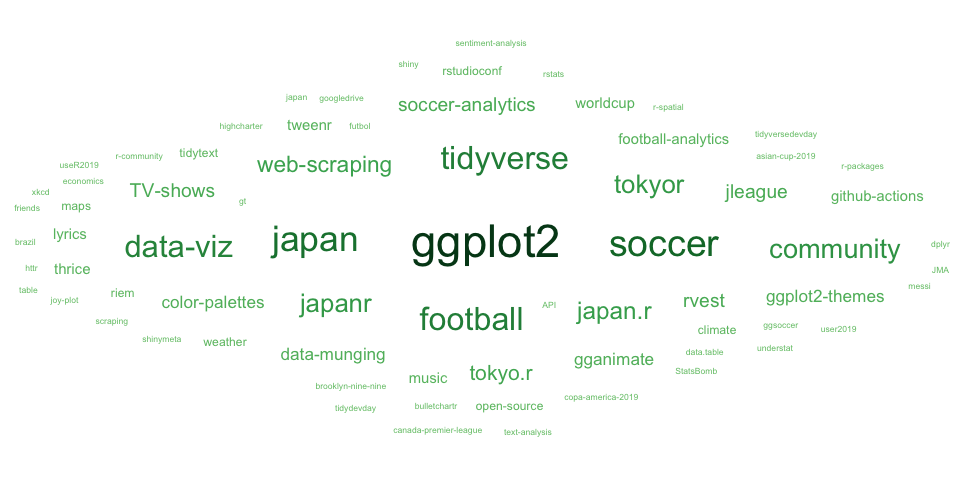 sentiment-analysis
shiny rstudioconf rstats
japan googledrive soccer-analytics worldcup r-spatial
highcharter tweenr futbol football-analytics tidyversedevday
useR2019 r-community tidytext web-scraping tidyverse asian-cup-2019 r-packages
xkcd economics TV-shows tokyor jleague github-actions
friends maps gt
brazil lyrics data-viz japan ggplot2 soccer community dplyr
httr thrice JMA
table joy-plot riem color-palettes japanr API japan.r rvest ggplot2-themes messi
scraping football climate ggsoccer user2019
shinymeta weather data-munging gganimate data.table understat
brooklyn-nine-nine music tokyo.r StatsBomb
tidydevday bulletchartr open-source copa-america-2019
canada-premier-league text-analysis